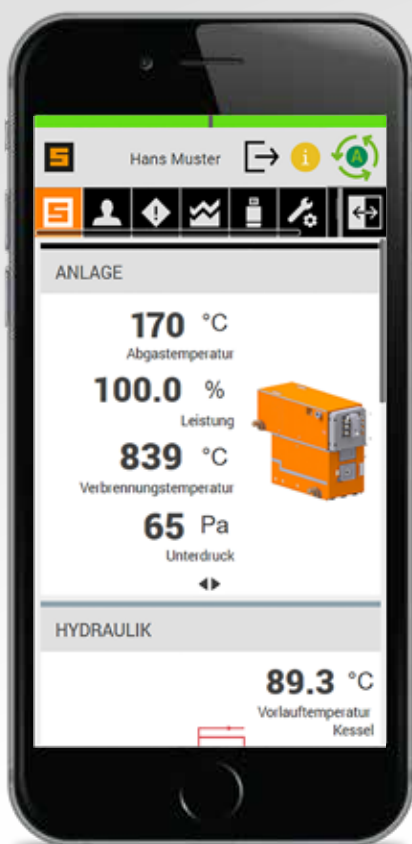 Hans Muster
i
A
ANLAGE
170 °C
Abgastemperatur
100.0 %
Leistung
839 °C
Verbrennungstemperatur
65 Pa
Unterdruck
HYDRAULIK
89.3 °C
Vorlauftemperatur
Kessel